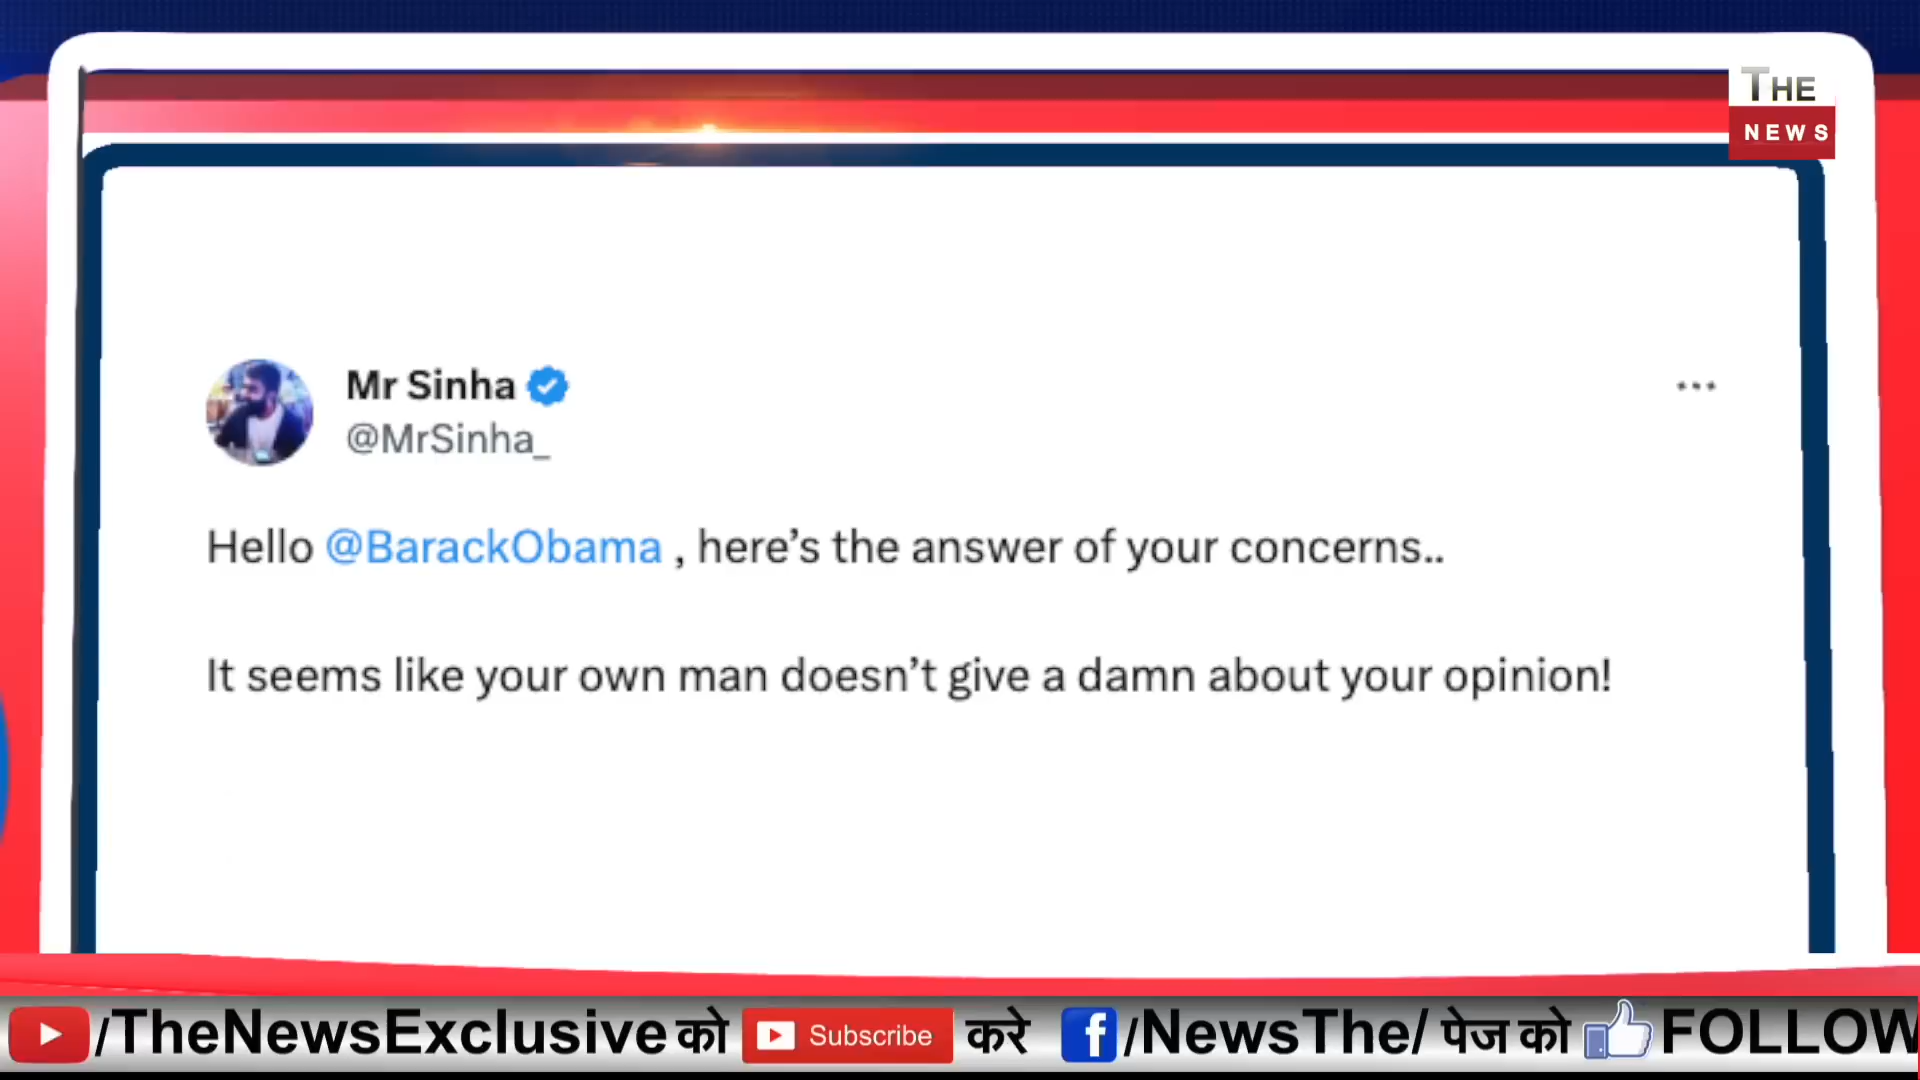 THE
NEWS
Mr Sinha
@MrSinha_
Hello @BarackObama , here’s the answer of your concerns..
It seems like your own man doesn’t give a damn about your opinion!
/TheNewsExclusive को Subscribe करे f /NewsThe/ पेज को FOLLOW